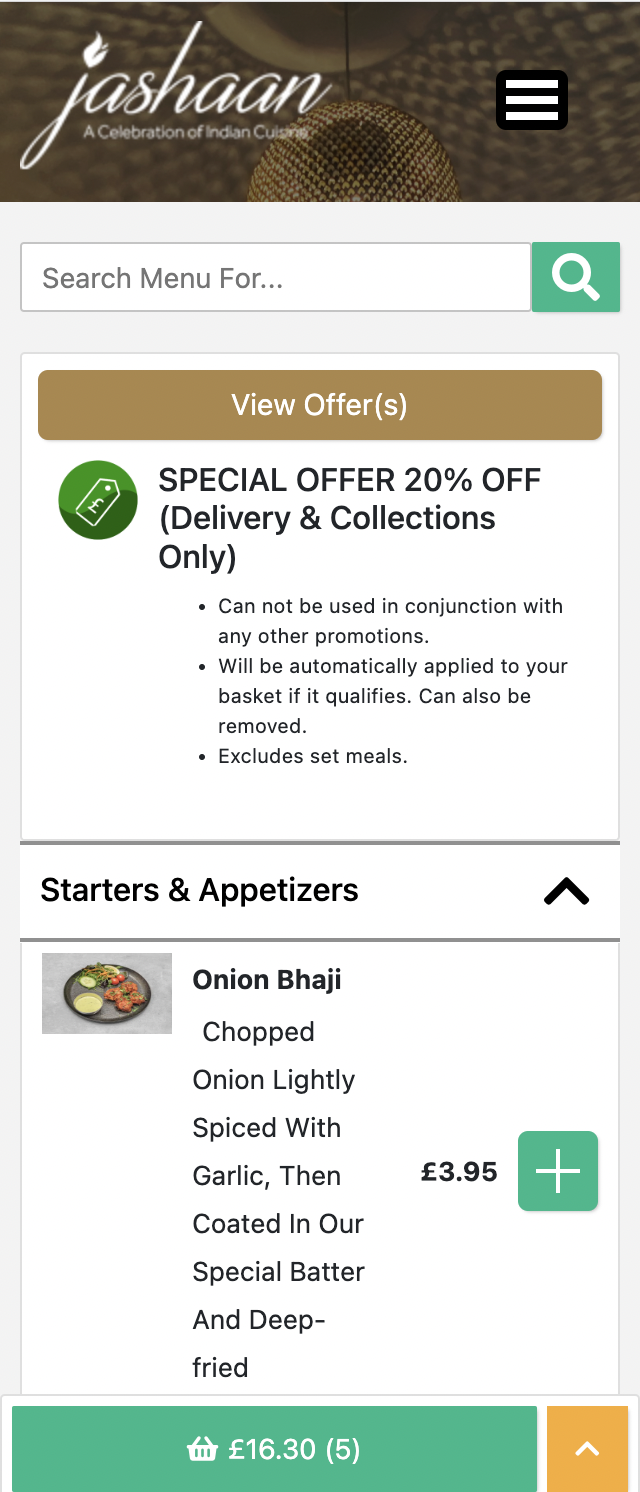 jashaan
A Celebration of Indian Cuisine
Search Menu For...
View Offer(s)
£
SPECIAL OFFER 20% OFF
(Delivery & Collections
Only)
• Can not be used in conjunction with
any other promotions.
• Will be automatically applied to your
basket if it qualifies. Can also be
removed.
• Excludes set meals.
Starters & Appetizers
Onion Bhaji
Chopped
Onion Lightly
Spiced With
Garlic, Then
Coated In Our
Special Batter
And Deep-
fried
£3.95
£16.30 (5)